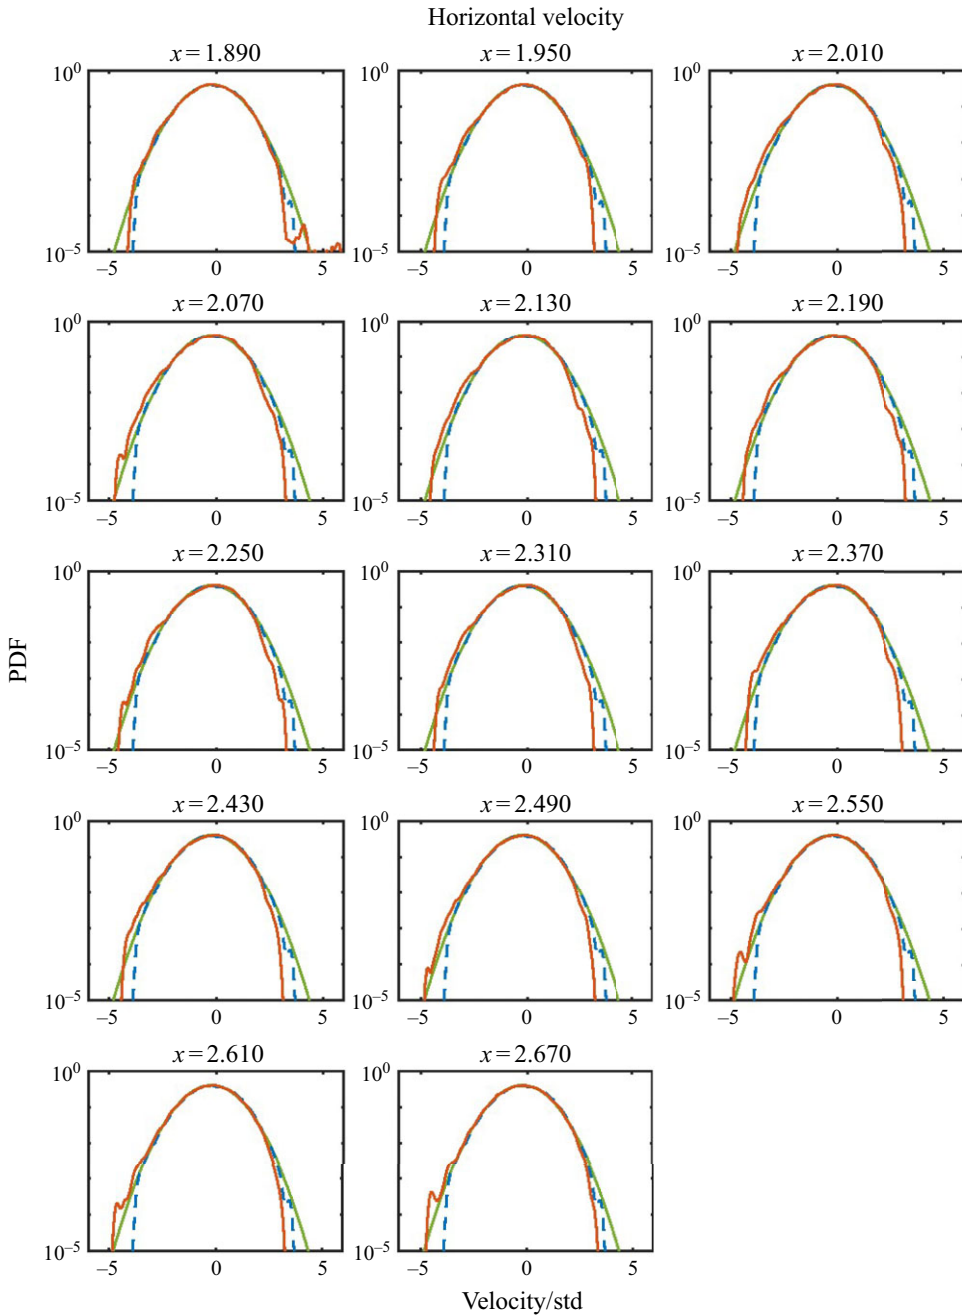 Horizontal velocity
x = 1.890 x = 1.950 x = 2.010
10^0 10^0 10^0
10^−5 10^−5 10^−5
−5 0 5 −5 0 5 −5 0 5
x = 2.070 x = 2.130 x = 2.190
10^0 10^0 10^0
10^−5 10^−5 10^−5
−5 0 5 −5 0 5 −5 0 5
x = 2.250 x = 2.310 x = 2.370
10^0 10^0 10^0
PDF
10^−5 10^−5 10^−5
−5 0 5 −5 0 5 −5 0 5
x = 2.430 x = 2.490 x = 2.550
10^0 10^0 10^0
10^−5 10^−5 10^−5
−5 0 5 −5 0 5 −5 0 5
x = 2.610 x = 2.670
10^0 10^0
10^−5 10^−5
−5 0 5 −5 0 5
Velocity/std